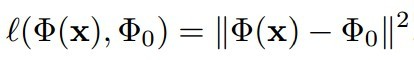 ℓ(Φ(x), Φ₀) = ‖Φ(x) − Φ₀‖²